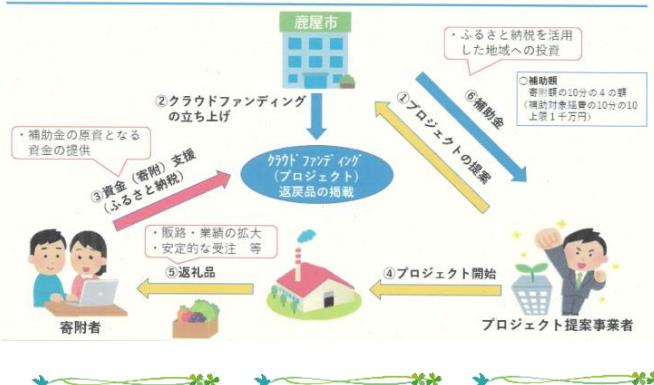 鹿屋市
・ふるさと納税を活用
した地域への投資
○補助額
寄附額の10分の４の額
（補助対象経費の10分の10
上限１千万円）
②クラウドファンディング
の立ち上げ
⑥補助金
①プロジェクトの提案
・補助金の原資となる
資金の提供
③資金（寄附）支援
（ふるさと納税）
クラウドファンディング
（プロジェクト）
返戻品の掲載
・販路・業績の拡大
・安定的な受注　等
⑤返礼品
④プロジェクト開始
寄附者
プロジェクト提案事業者